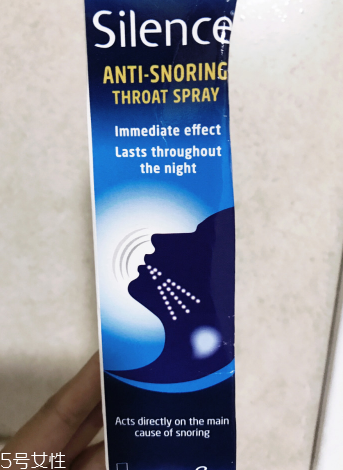 Silence
ANTI-SNORING
THROAT SPRAY
Immediate effect
Lasts throughout
the night
Acts directly on the main
cause of snoring
5号女性